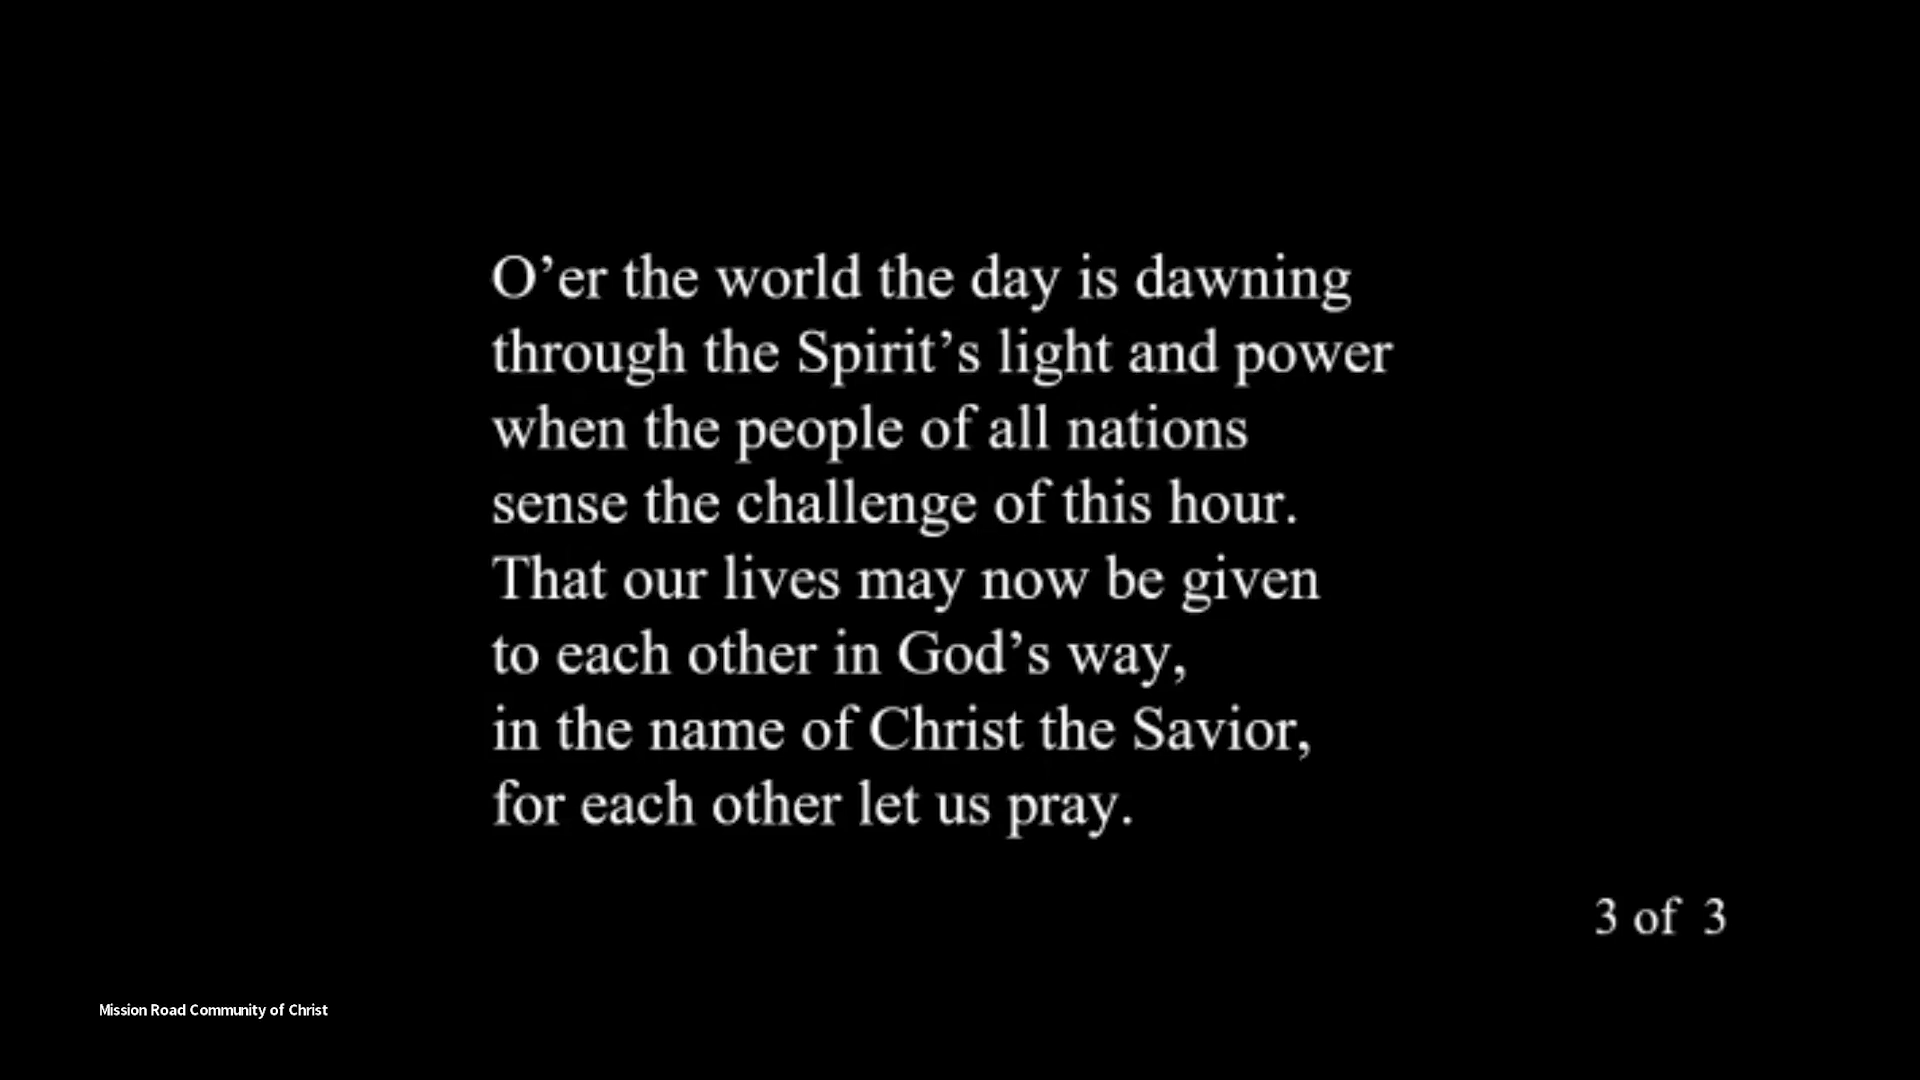 O’er the world the day is dawning
through the Spirit’s light and power
when the people of all nations
sense the challenge of this hour.
That our lives may now be given
to each other in God’s way,
in the name of Christ the Savior,
for each other let us pray.
3 of  3
Mission Road Community of Christ